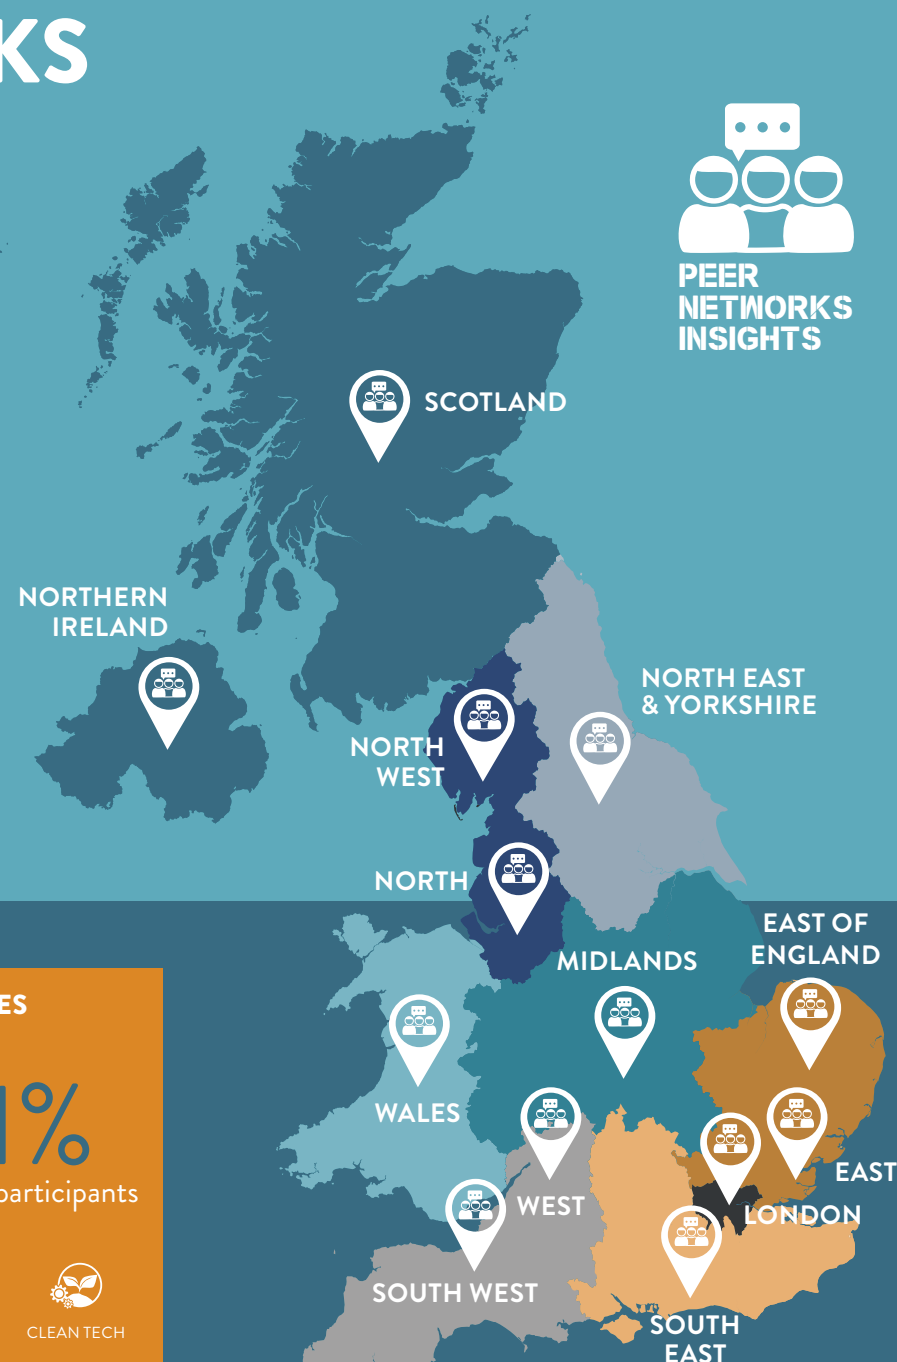 KS
PEER
NETWORKS
INSIGHTS
SCOTLAND
NORTHERN
IRELAND
NORTH EAST
& YORKSHIRE
NORTH
WEST
NORTH
EAST OF
ENGLAND
MIDLANDS
ES
1%
participants
WALES
EAST
WEST
LONDON
SOUTH WEST
SOUTH
EAST
CLEAN TECH